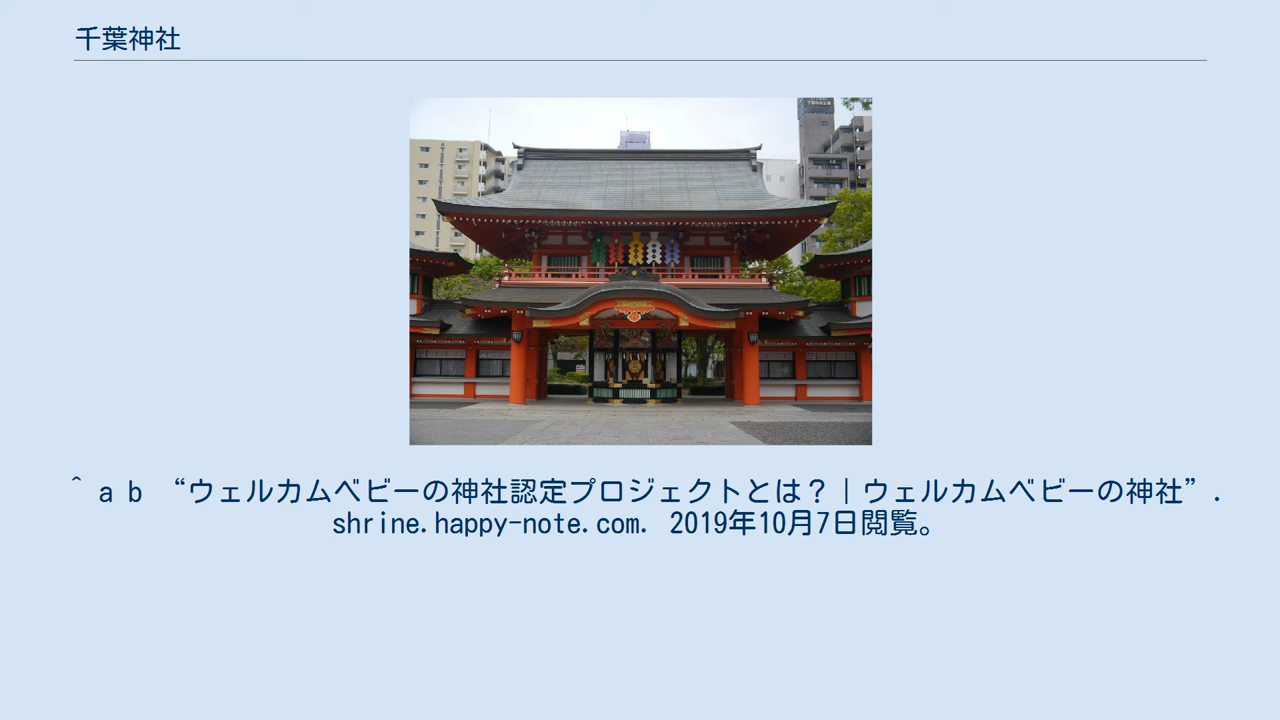 千葉神社
^ a b “ウェルカムベビーの神社認定プロジェクトとは？｜ウェルカムベビーの神社”.
shrine.happy-note.com. 2019年10月7日閲覧。